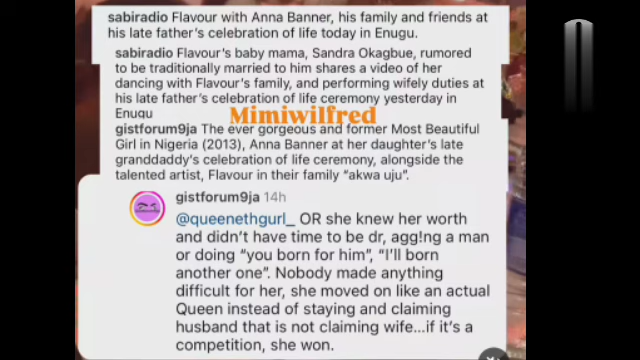 sabiradio Flavour with Anna Banner, his family and friends at
his late father's celebration of life today in Enugu.
sabiradio Flavour's baby mama, Sandra Okagbue, rumored
to be traditionally married to him shares a video of her
dancing with Flavour's family, and performing wifely duties at
his late father's celebration of life ceremony yesterday in
Enugu
Mimiwilfred
gistforum9ja The ever gorgeous and former Most Beautiful
Girl in Nigeria (2013), Anna Banner at her daughter's late
granddaddy's celebration of life ceremony, alongside the
talented artist, Flavour in their family “akwa uju”.
gistforum9ja 14h
@queenethgurl_ OR she knew her worth
and didn't have time to be dr, agg!ng a man
or doing “you born for him”, “I'll born
another one”. Nobody made anything
difficult for her, she moved on like an actual
Queen instead of staying and claiming
husband that is not claiming wife...if it's a
competition, she won.